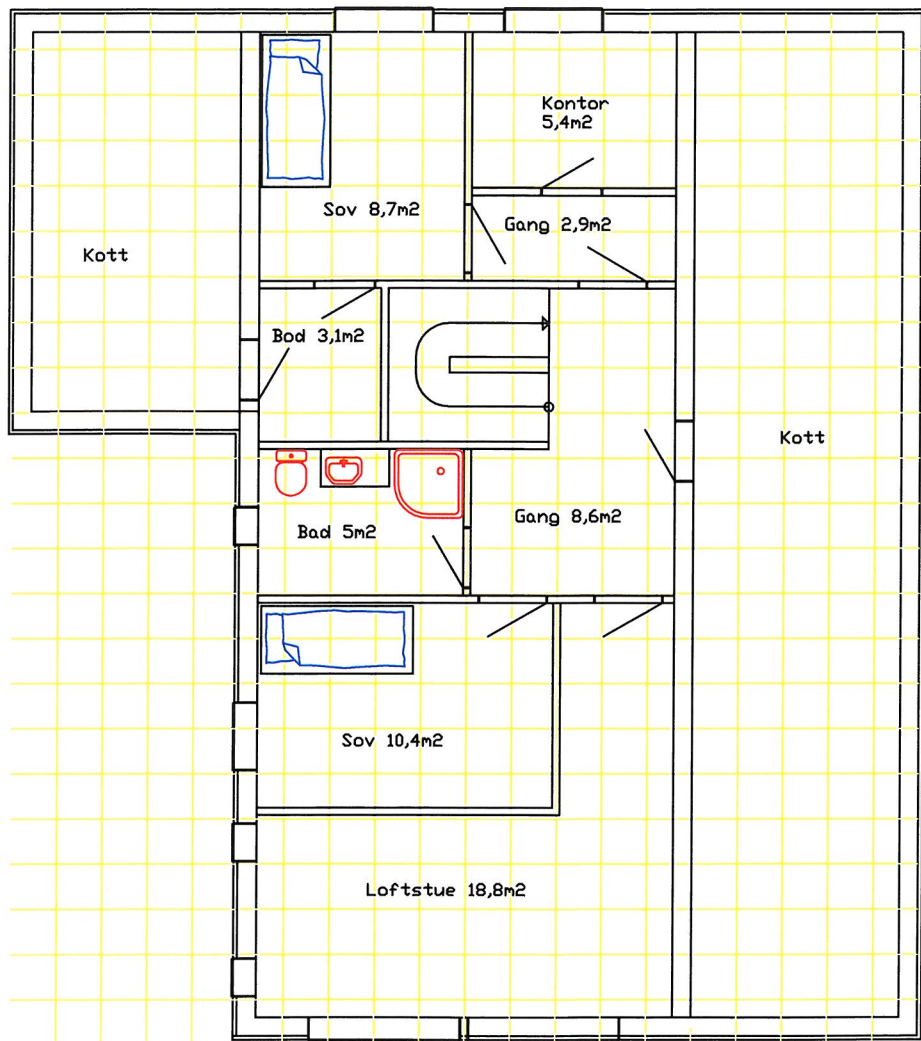 Kontor
5,4m2
Sov 8,7m2
Gang 2,9m2
Kott
Bod 3,1m2
Kott
Gang 8,6m2
Bad 5m2
Sov 10,4m2
Loftstue 18,8m2